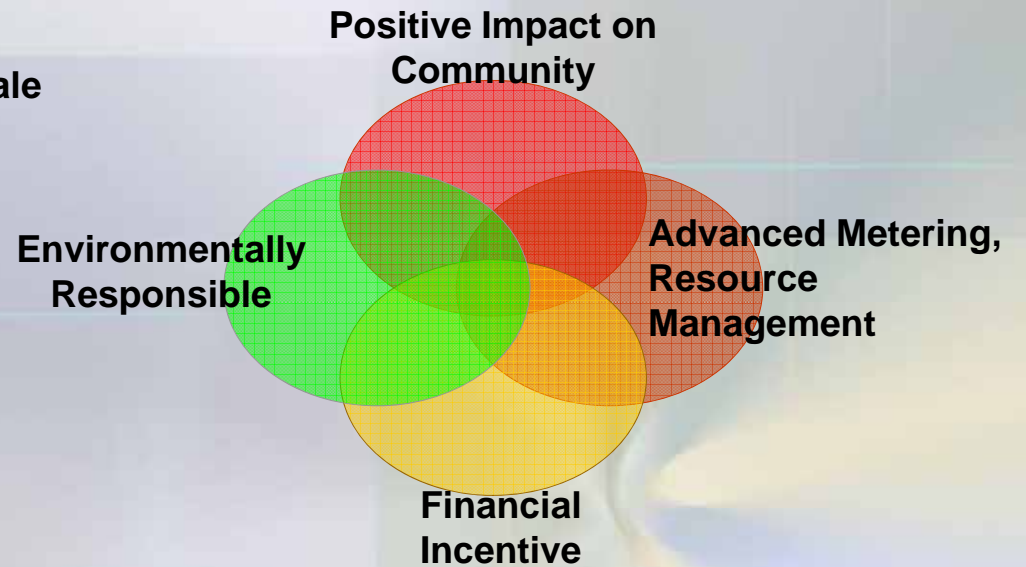 Positive Impact on
Community
ale
Environmentally
Responsible
Advanced Metering,
Resource
Management
Financial
Incentive